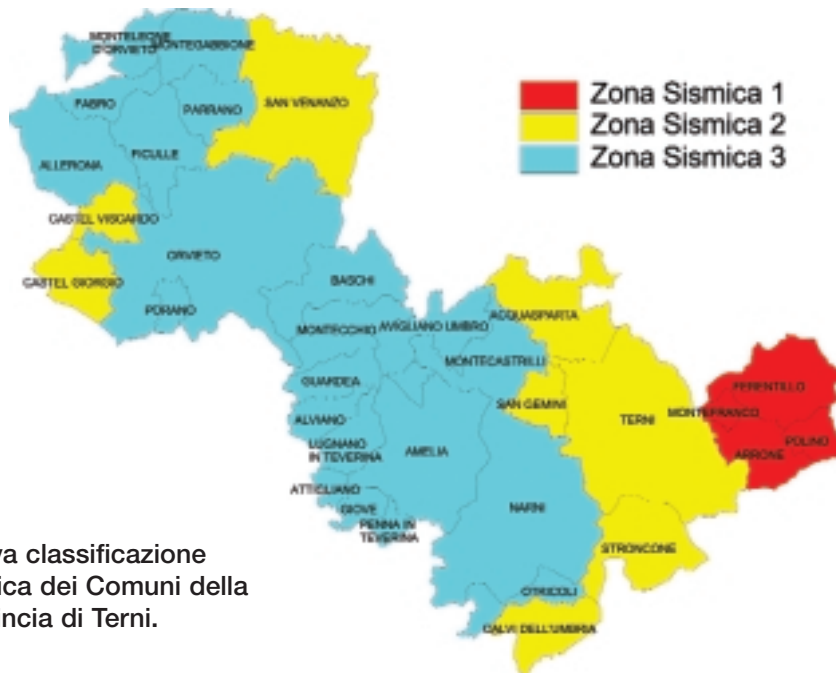 MONTELEONE
D'ORVIETO
MONTEGABBIONE
FABRO
PARRANO
SAN VENANZO
ALLERONA
FICULLE
CASTEL VISCARDO
CASTEL GIORGIO
ORVIETO
PORANO
BASCHI
MONTECCHIO
AVIGLIANO UMBRO
ACQUASPARTA
MONTECASTRILLI
GUARDEA
SAN GEMINI
TERNI
FERENTILLO
MONTEFRANCO
POLINO
ARRONE
ALVIANO
LUGNANO
IN TEVERINA
AMELIA
ATTIGLIANO
GIOVE
PENNA IN
TEVERINA
NARNI
STRONCONE
OTRICOLI
CALVI DELL'UMBRIA
Zona Sismica 1
Zona Sismica 2
Zona Sismica 3
va classificazione
ica dei Comuni della
ncia di Terni.